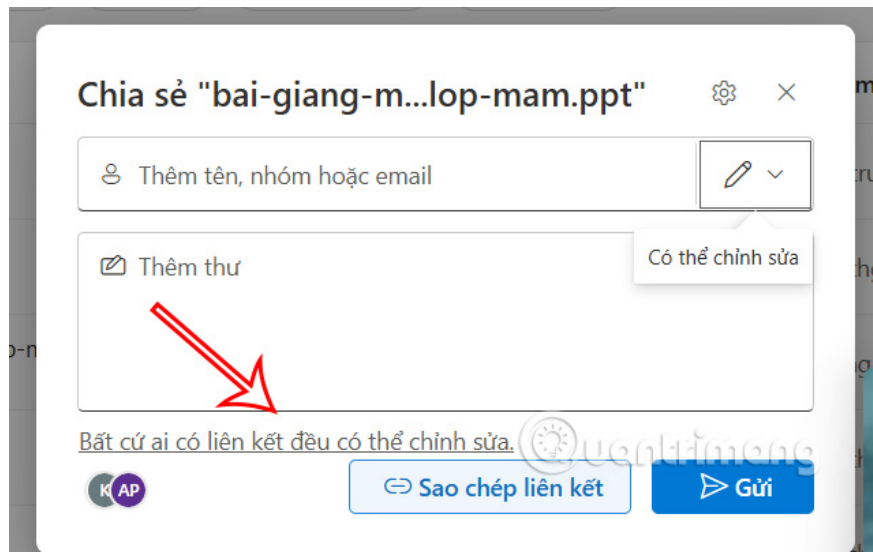 Chia sẻ "bai-giang-m...lop-mam.ppt"
Thêm tên, nhóm hoặc email
Có thể chỉnh sửa
Thêm thư
Bất cứ ai có liên kết đều có thể chỉnh sửa.
Quantrimang
K AP
Sao chép liên kết
Gửi